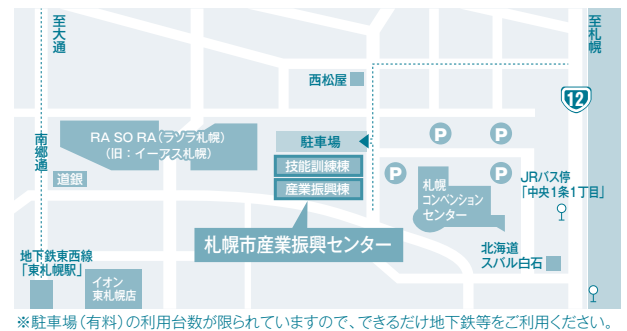 至大通
至札幌
西松屋
12
南郷通
RA SO RA(ラソラ札幌)
(旧：イーアス札幌)
駐車場
P
P
道銀
技能訓練棟
産業振興棟
P
P
札幌
コンベンション
センター
JRバス停
「中央1条1丁目」
札幌市産業振興センター
地下鉄東西線
「東札幌駅」
イオン
東札幌店
北海道
スバル白石
※駐車場(有料)の利用台数が限られていますので、できるだけ地下鉄等をご利用ください。